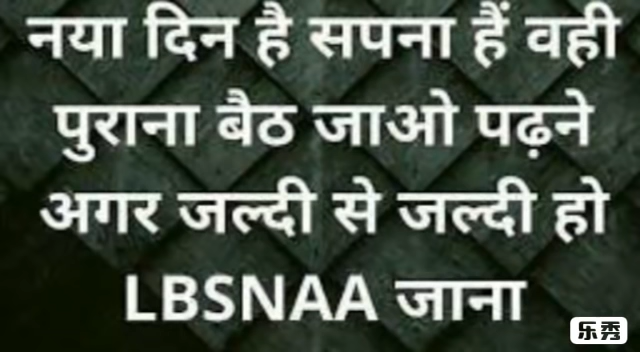 नया दिन है सपना हैं वही
पुराना बैठ जाओ पढ़ने
अगर जल्दी से जल्दी हो
LBSNAA जाना
乐秀